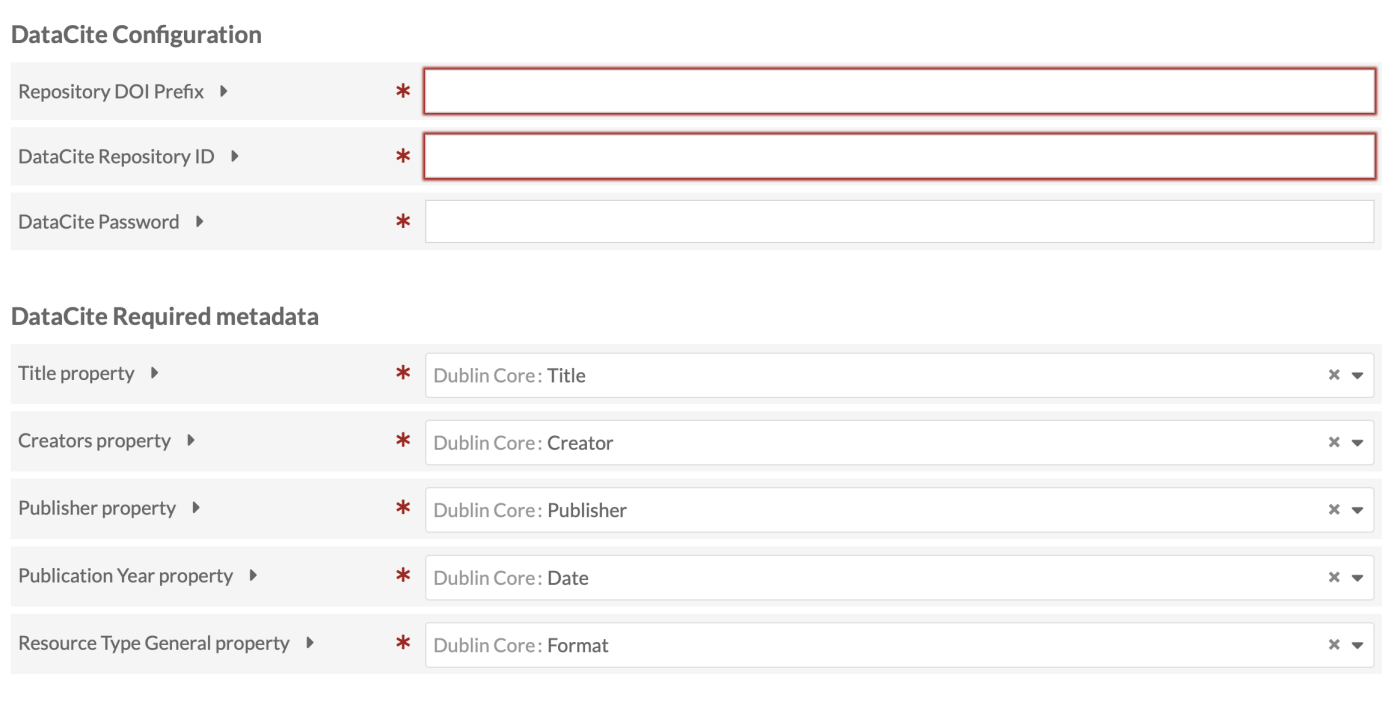 DataCite Configuration
Repository DOI Prefix *
DataCite Repository ID *
DataCite Password *
DataCite Required metadata
Title property * Dublin Core: Title
Creators property * Dublin Core: Creator
Publisher property * Dublin Core: Publisher
Publication Year property * Dublin Core: Date
Resource Type General property * Dublin Core: Format